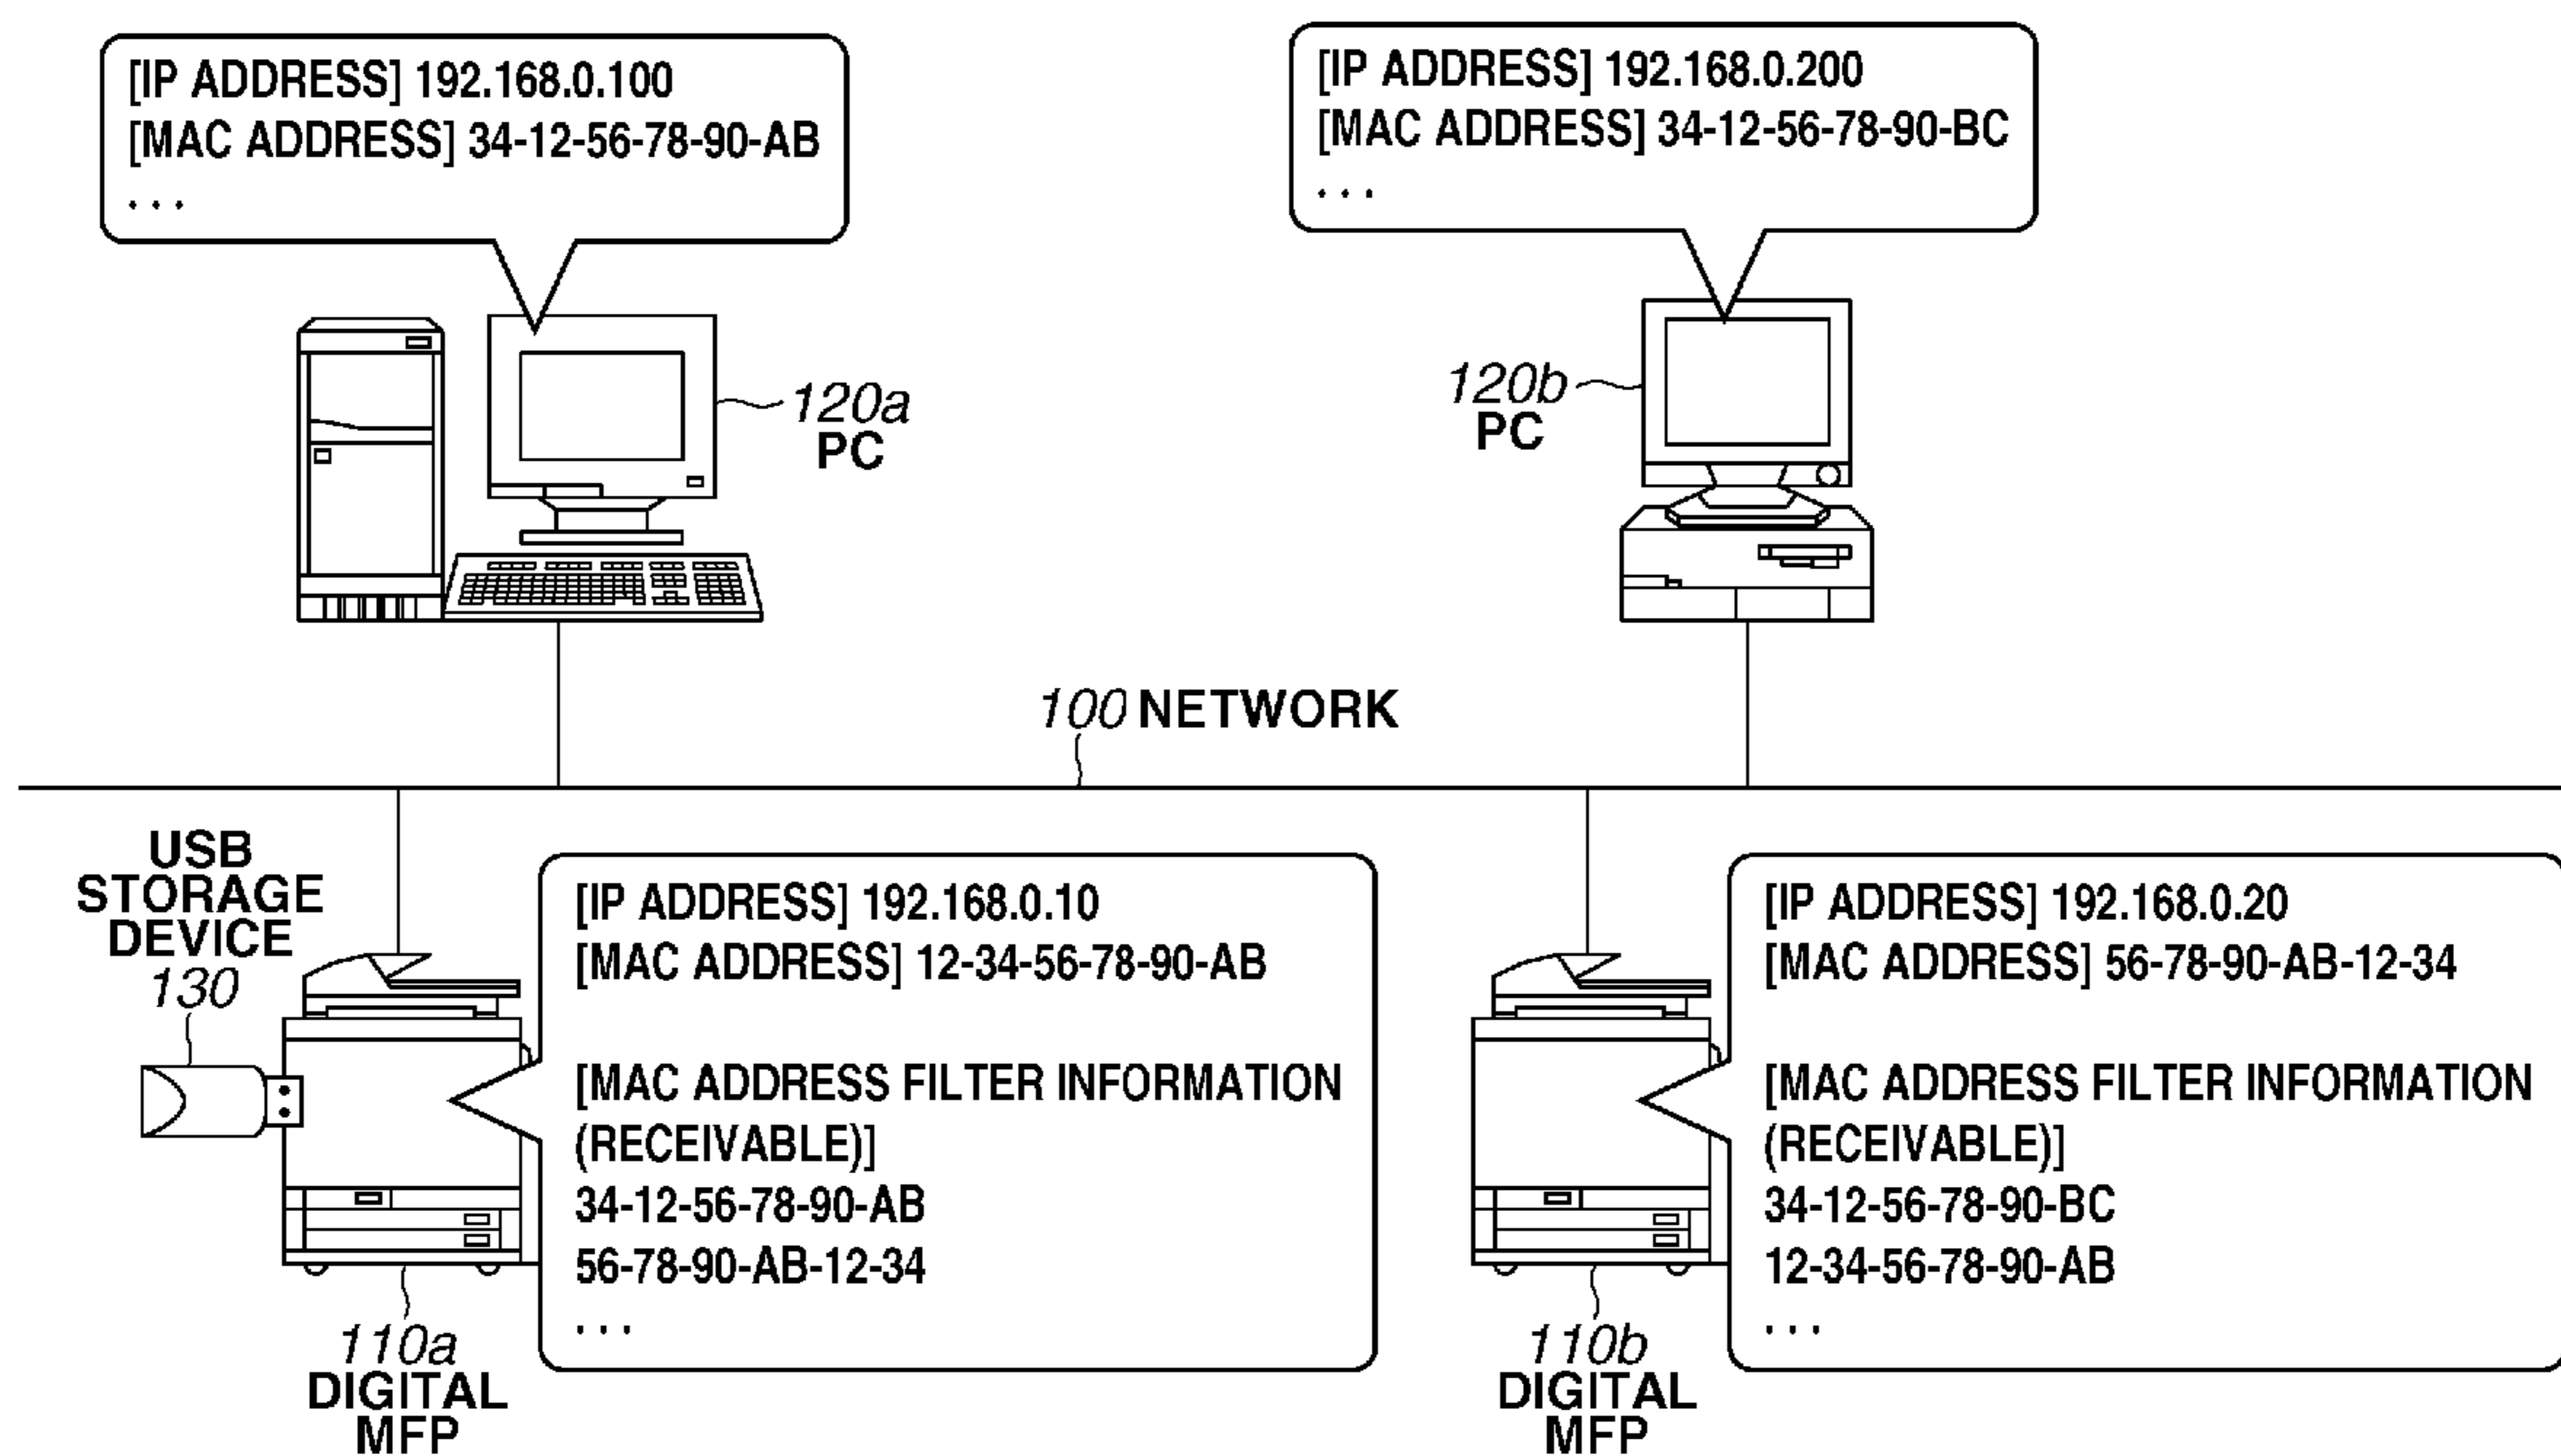 [IP ADDRESS] 192.168.0.100
[MAC ADDRESS] 34-12-56-78-90-AB
...
[IP ADDRESS] 192.168.0.200
[MAC ADDRESS] 34-12-56-78-90-BC
...
120a
PC
120b
PC
100 NETWORK
USB
STORAGE
DEVICE
130
[IP ADDRESS] 192.168.0.10
[MAC ADDRESS] 12-34-56-78-90-AB
[MAC ADDRESS FILTER INFORMATION
(RECEIVABLE)]
34-12-56-78-90-AB
56-78-90-AB-12-34
...
110a
DIGITAL
MFP
[IP ADDRESS] 192.168.0.20
[MAC ADDRESS] 56-78-90-AB-12-34
[MAC ADDRESS FILTER INFORMATION
(RECEIVABLE)]
34-12-56-78-90-BC
12-34-56-78-90-AB
...
110b
DIGITAL
MFP